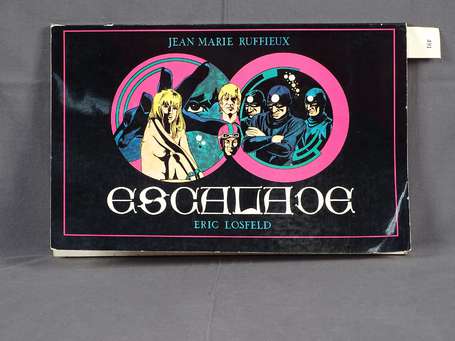 JEAN MARIE RUFFIEUX
ESCALADE
ERIC LOSFELD